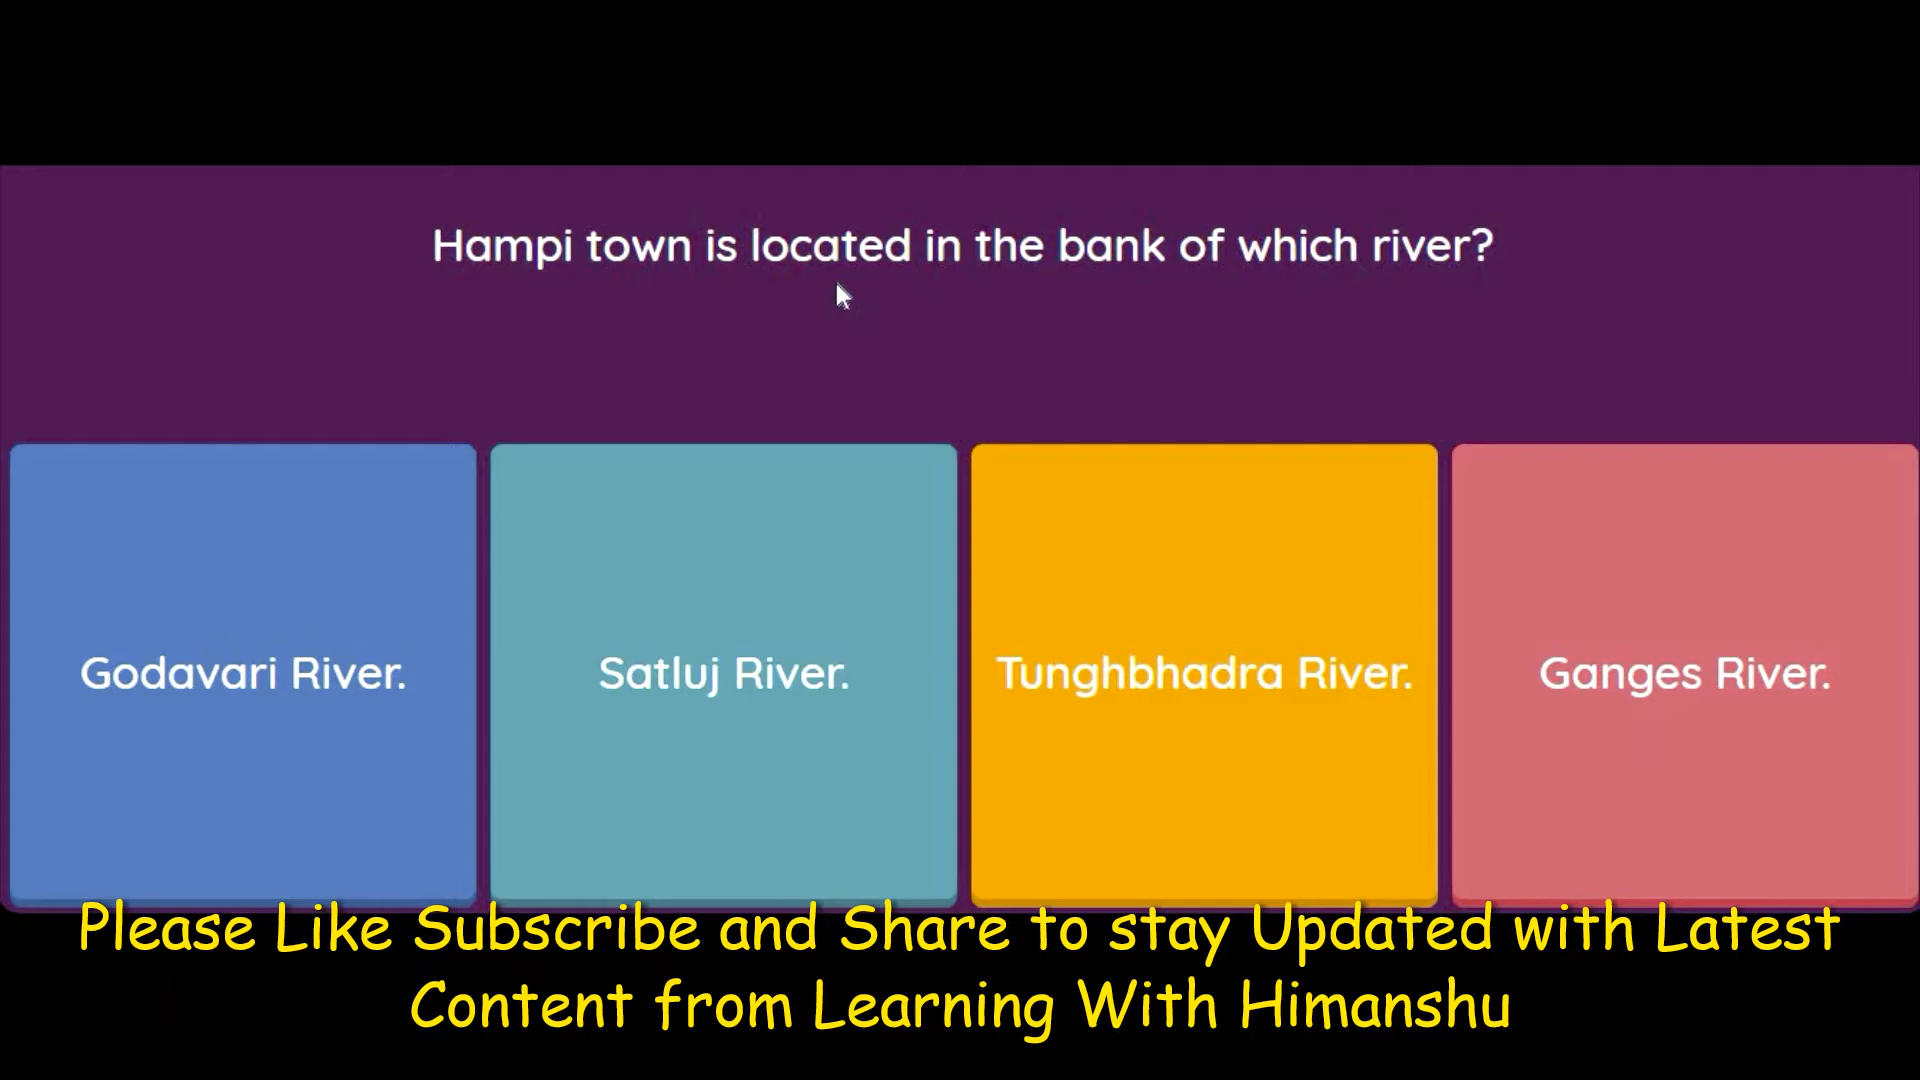 Hampi town is located in the bank of which river?
Godavari River.
Satluj River.
Tunghbhadra River.
Ganges River.
Please Like Subscribe and Share to stay Updated with Latest
Content from Learning With Himanshu